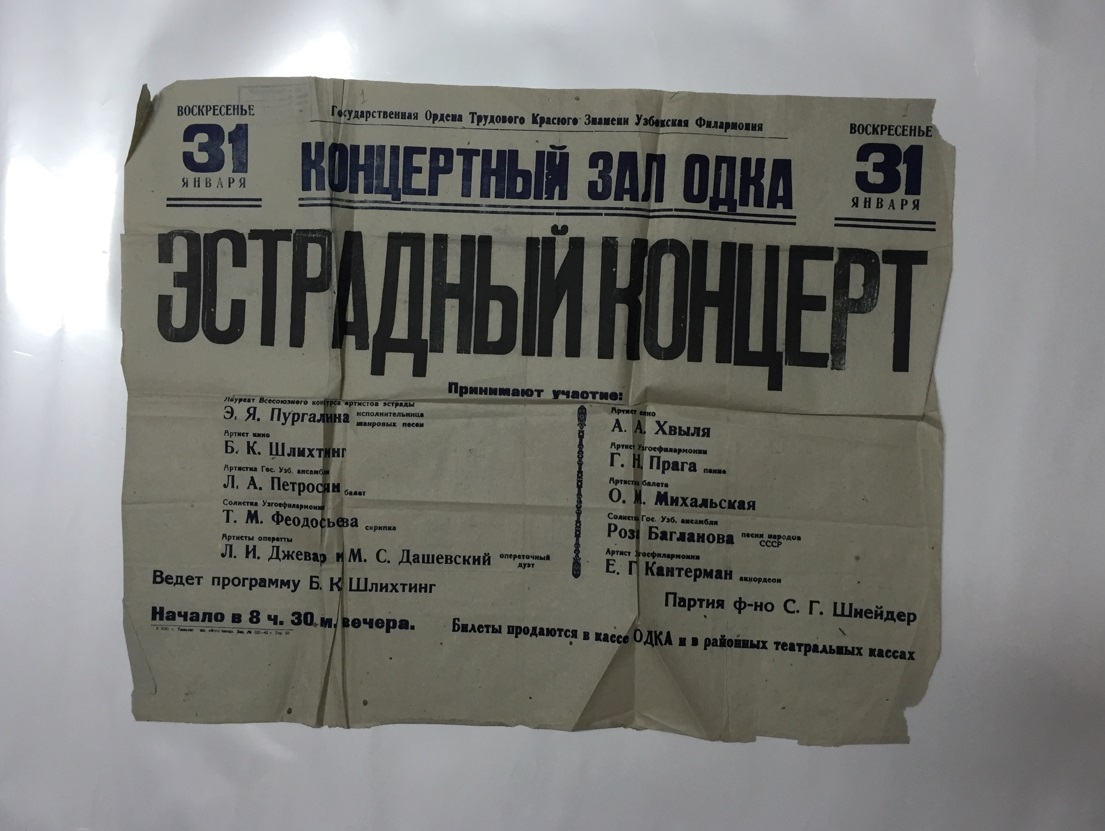 ВОСКРЕСЕНЬЕ
31
ЯНВАРЯ
Государственная Ордена Трудового Красного Знамени Узбекская Филармония
КОНЦЕРТНЫЙ ЗАЛ ОДКА
ВОСКРЕСЕНЬЕ
31
ЯНВАРЯ
ЭСТРАДНЫЙ КОНЦЕРТ
Принимают участие:
Лауреат Всесоюзного конкурса артистов эстрады
Э. Я. Пургалина исполнительница
жанровых песен
Артист кино
Б. К. Шлихтинг
Артистка Гос. Узб. ансамбля
Л. А. Петросян балет
Солистка Узгосфилармонии
Т. М. Феодосьева скрипка
Артисты оперетты
Л. И. Джевар и М. С. Дашевский опереточный
дуэт
Артист кино
А. А. Хвыля
Артист Узгосфилармонии
Г. Н. Прага пение
Артистка балета
О. М. Михальская
Солистка Гос. Узб. ансамбля
Роза Багланова песни народов
СССР
Артист Узгосфилармонии
Е. Г. Кантерман аккордеон
Ведет программу Б. К. Шлихтинг
Партия ф-но С. Г. Шнейдер
Начало в 8 ч. 30 м. вечера.
Билеты продаются в кассе ОДКА и в районных театральных кассах